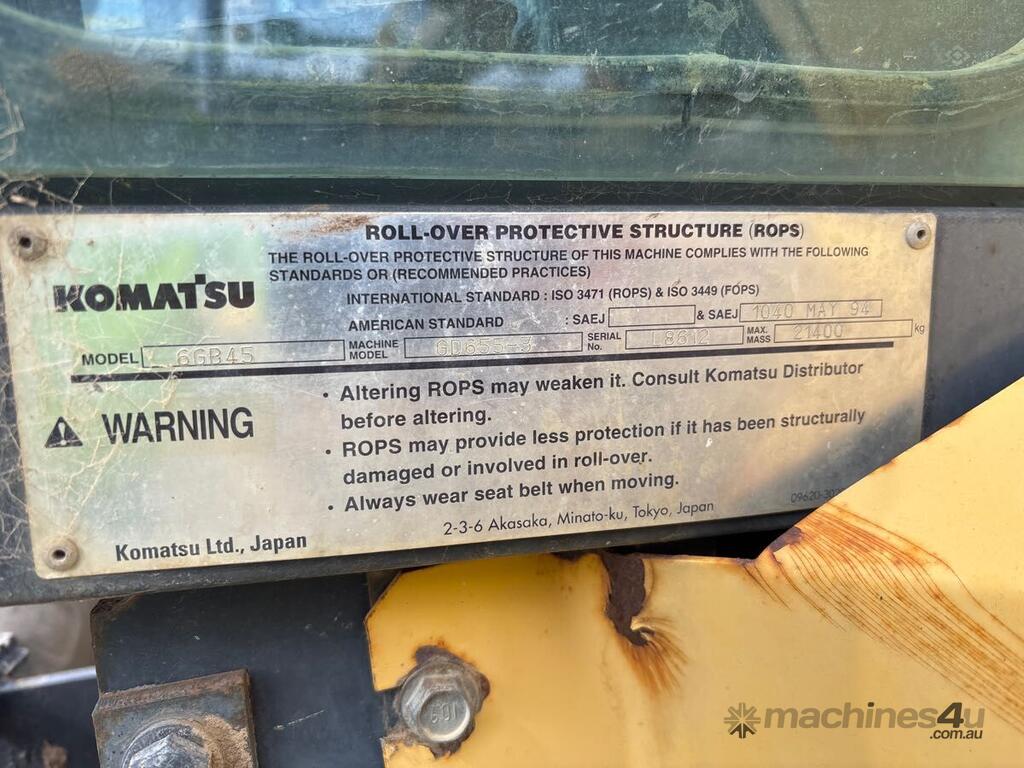 ROLL-OVER PROTECTIVE STRUCTURE (ROPS)
THE ROLL-OVER PROTECTIVE STRUCTURE OF THIS MACHINE COMPLIES WITH THE FOLLOWING
STANDARDS OR (RECOMMENDED PRACTICES)
KOMATSU
INTERNATIONAL STANDARD : ISO 3471 (ROPS) & ISO 3449 (FOPS)
AMERICAN STANDARD : SAEJ & SAEJ 1040 MAY 94
MODEL 6GB45 MACHINE MODEL GD655-3 SERIAL No. L8612 MAX. MASS 21400 kg
WARNING
• Altering ROPS may weaken it. Consult Komatsu Distributor
before altering.
• ROPS may provide less protection if it has been structurally
damaged or involved in roll-over.
• Always wear seat belt when moving.
2-3-6 Akasaka, Minato-ku, Tokyo, Japan
Komatsu Ltd., Japan
machines4u
.com.au